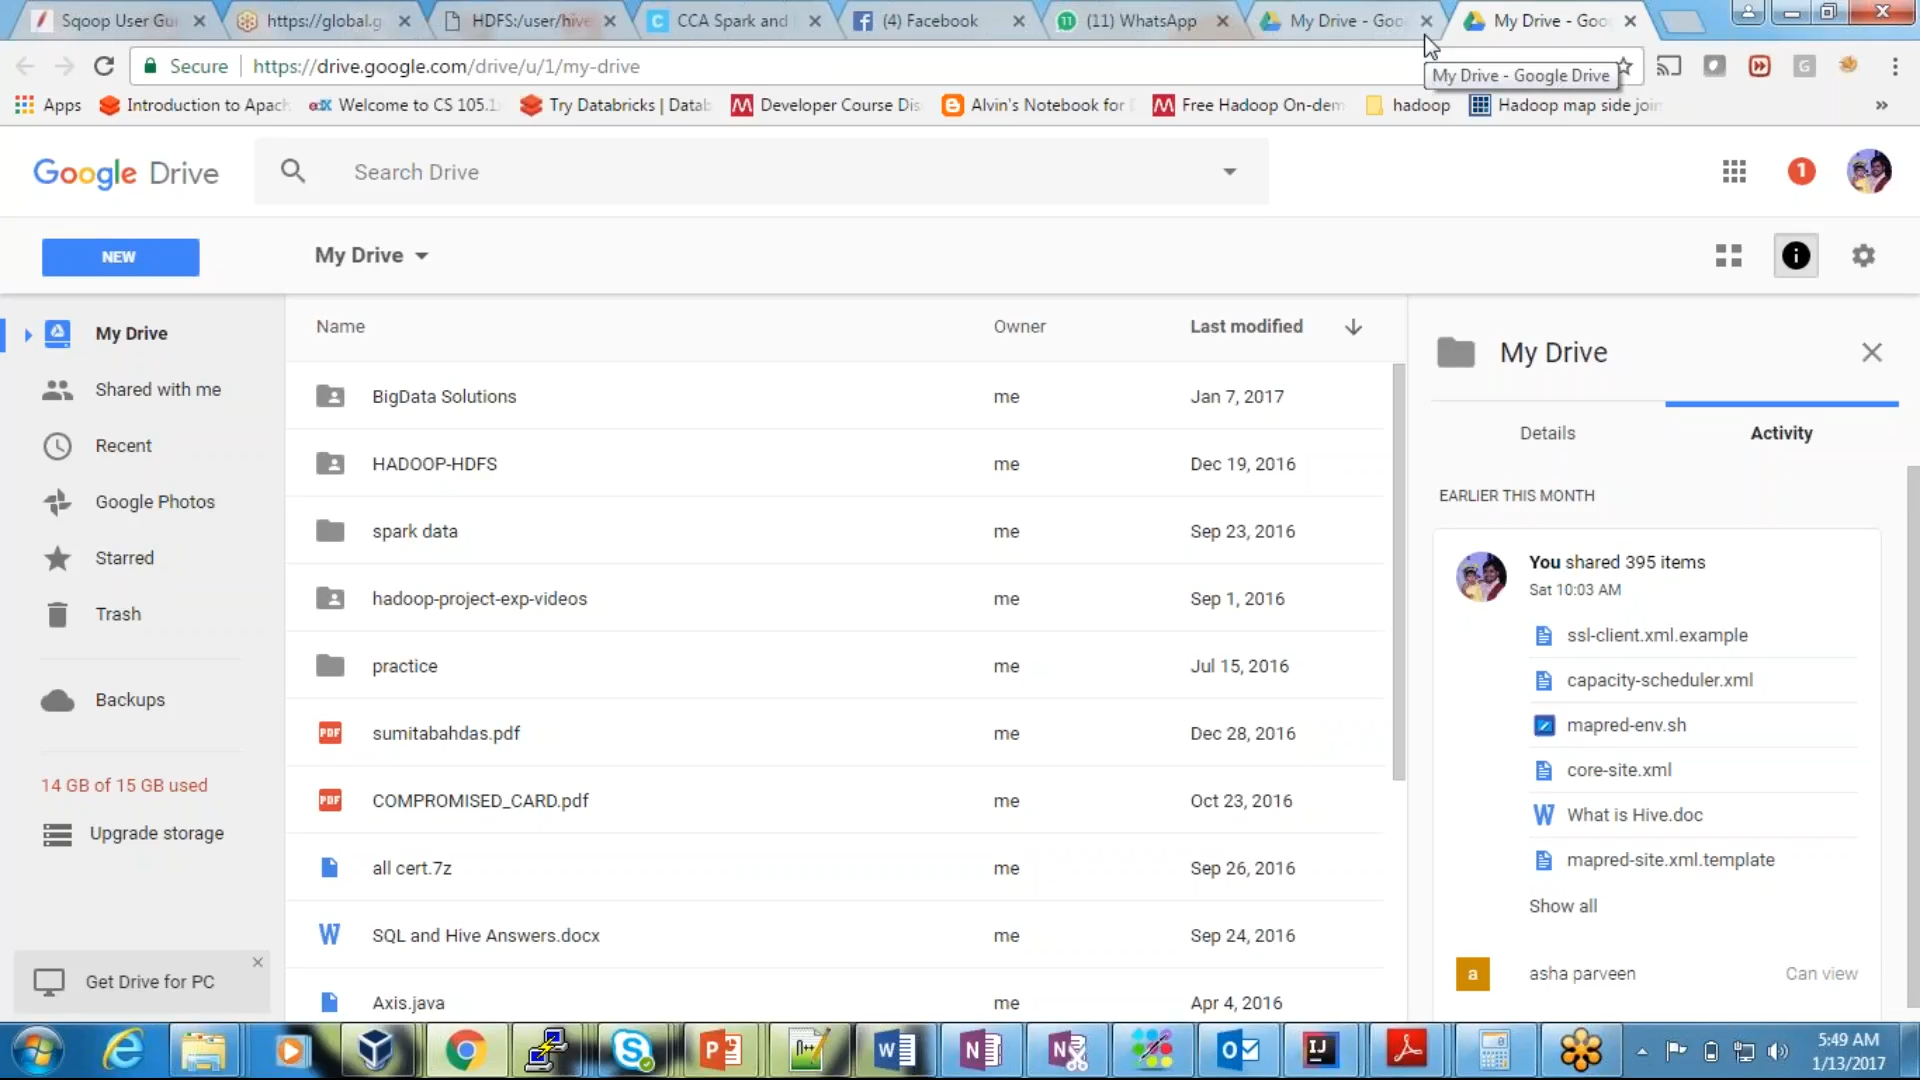 Sqoop User Gu
https://global.g
HDFS:/user/hive
CCA Spark and
(4) Facebook
(11) WhatsApp
My Drive - Goo
My Drive - Goo
Secure
https://drive.google.com/drive/u/1/my-drive
My Drive - Google Drive
Apps
Introduction to Apach
Welcome to CS 105.1
Try Databricks | Datab
Developer Course Dis
Alvin's Notebook for
Free Hadoop On-dem
hadoop
Hadoop map side join
Google Drive
Search Drive
1
NEW
My Drive
My Drive
Shared with me
Recent
Google Photos
Starred
Trash
Backups
14 GB of 15 GB used
Upgrade storage
Get Drive for PC
Name Owner Last modified
BigData Solutions me Jan 7, 2017
HADOOP-HDFS me Dec 19, 2016
spark data me Sep 23, 2016
hadoop-project-exp-videos me Sep 1, 2016
practice me Jul 15, 2016
PDF sumitabahdas.pdf me Dec 28, 2016
PDF COMPROMISED_CARD.pdf me Oct 23, 2016
all cert.7z me Sep 26, 2016
W SQL and Hive Answers.docx me Sep 24, 2016
Axis.java me Apr 4, 2016
My Drive
Details Activity
EARLIER THIS MONTH
You shared 395 items
Sat 10:03 AM
ssl-client.xml.example
capacity-scheduler.xml
mapred-env.sh
core-site.xml
W What is Hive.doc
mapred-site.xml.template
Show all
a asha parveen Can view
5:49 AM
1/13/2017